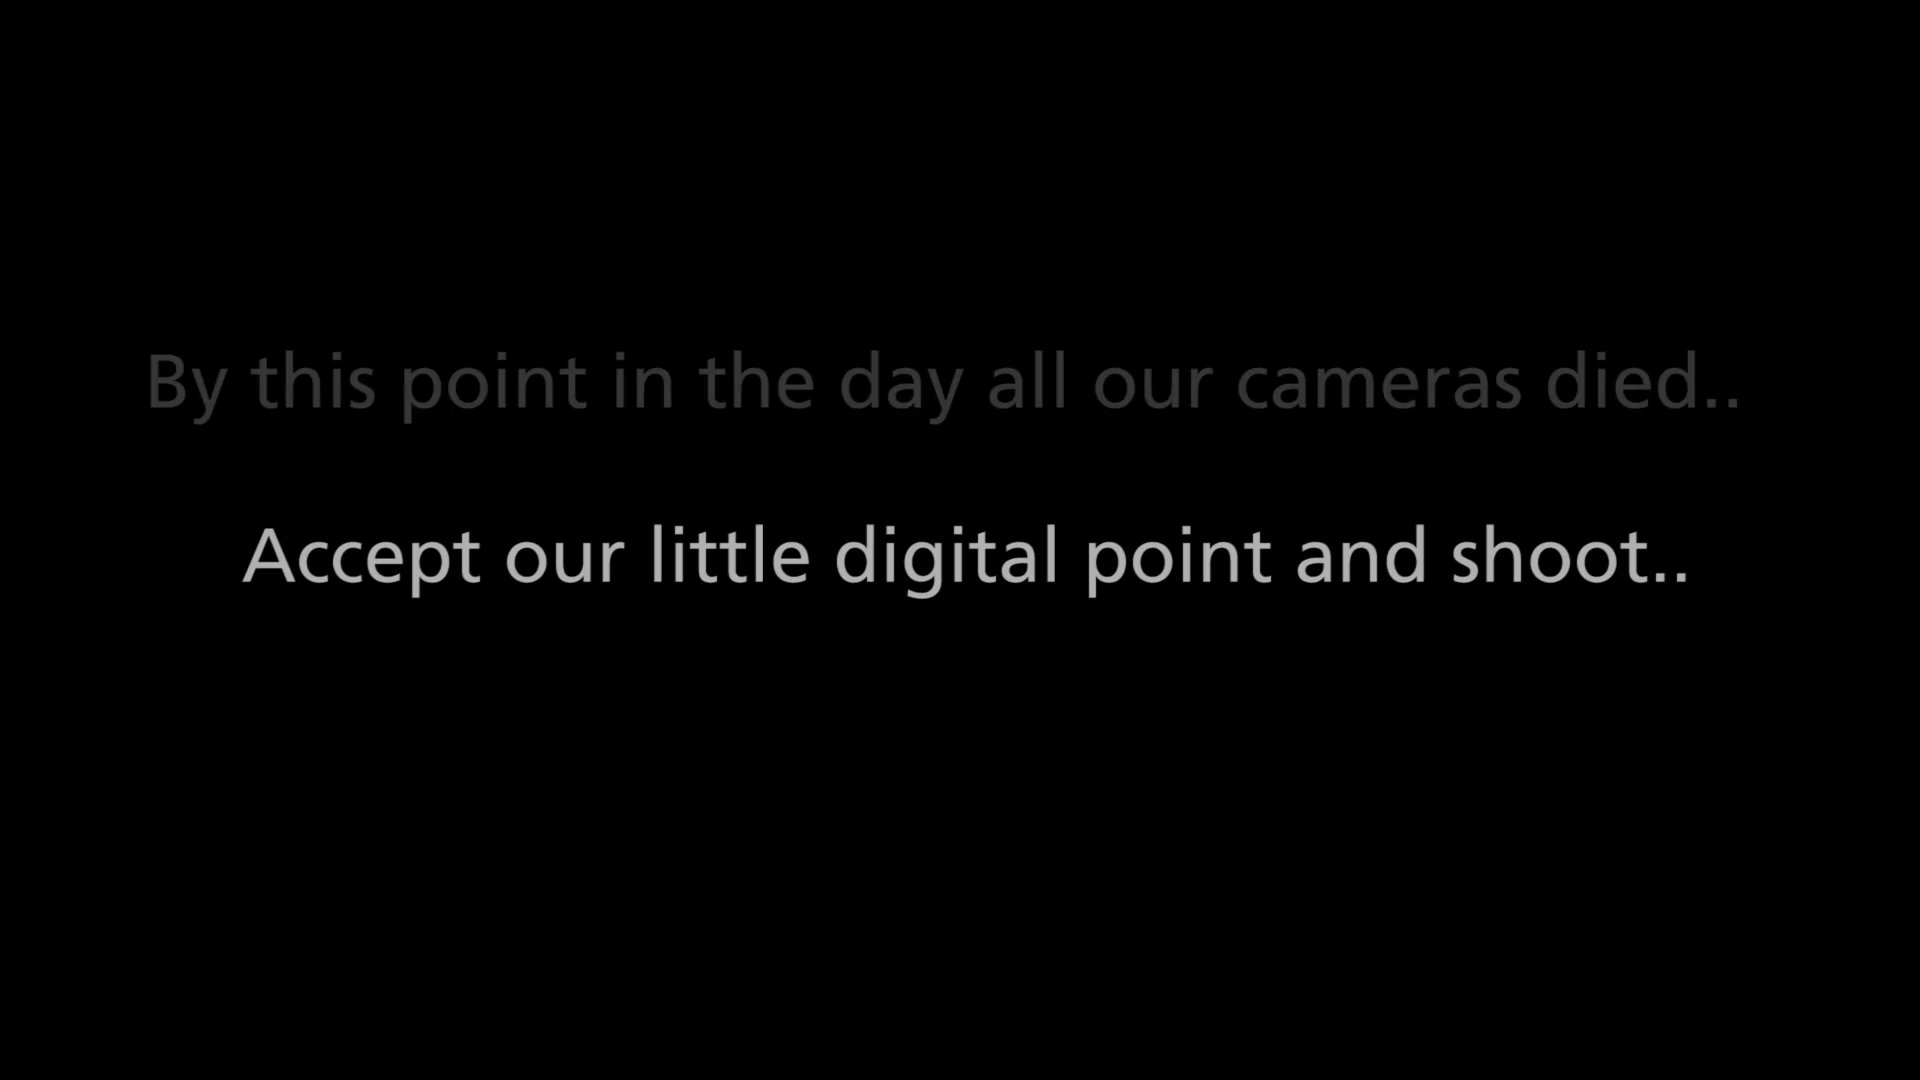 By this point in the day all our cameras died..
Accept our little digital point and shoot..